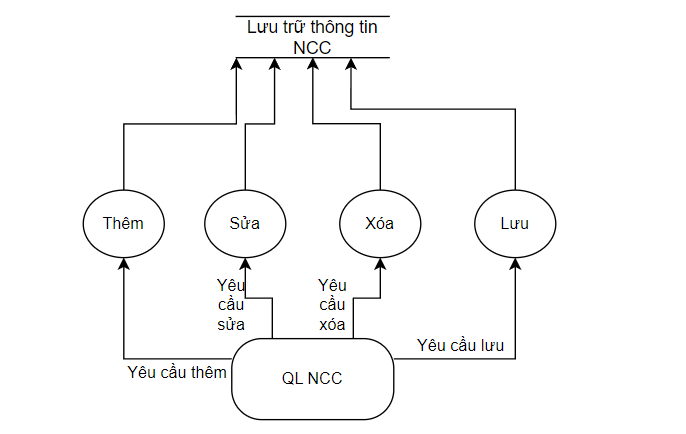 Lưu trữ thông tin
NCC
Thêm
Sửa
Xóa
Lưu
Yêu
cầu
sửa
Yêu
cầu
xóa
Yêu cầu lưu
Yêu cầu thêm
QL NCC